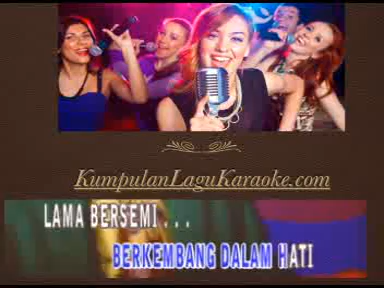 KumpulanLaguKaraoke.com
LAMA BERSEMI . . .
BERKEMBANG DALAM HATI